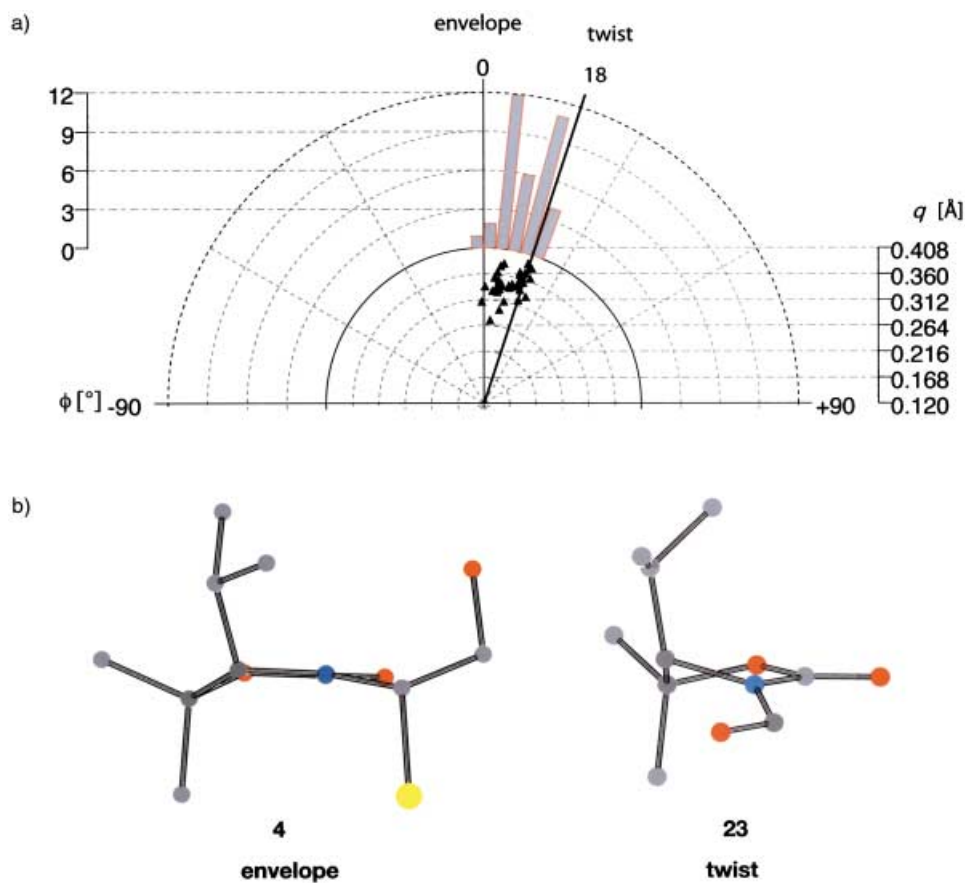 a)
envelope
twist
0
18
12
9
6
3
0
q [Å]
0.408
0.360
0.312
0.264
0.216
0.168
0.120
ϕ [°] -90
+90
b)
4
23
envelope
twist